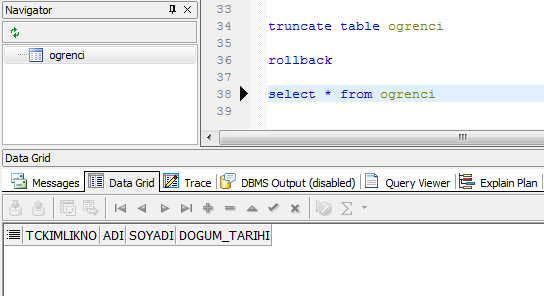 Navigator
ogrenci
33
34 truncate table ogrenci
35
36 rollback
37
38 select * from ogrenci
39
Data Grid
Messages Data Grid Trace DBMS Output (disabled) Query Viewer Explain Plan
TCKIMLIKNO ADI SOYADI DOGUM_TARIHI